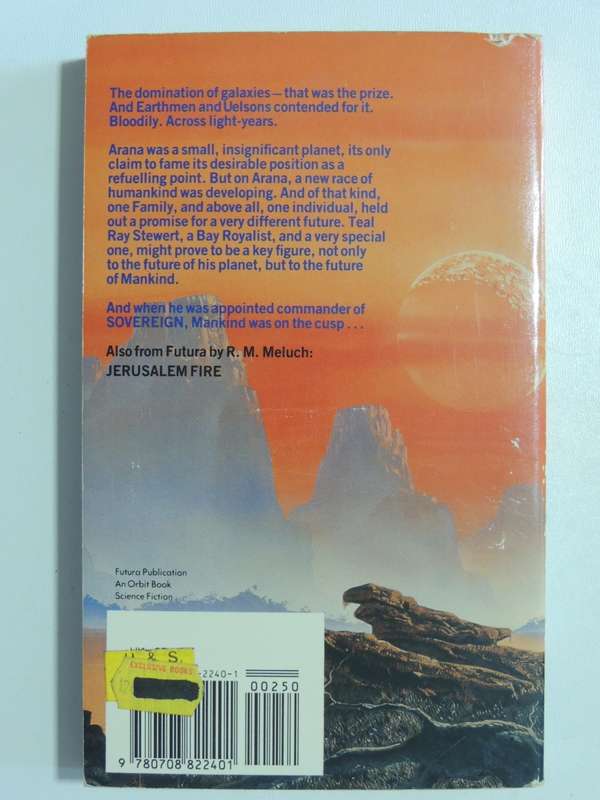 The domination of galaxies — that was the prize.
And Earthmen and Uelsons contended for it.
Bloodily. Across light-years.
Arana was a small, insignificant planet, its only
claim to fame its desirable position as a
refuelling point. But on Arana, a new race of
humankind was developing. And of that kind,
one Family, and above all, one individual, held
out a promise for a very different future. Teal
Ray Stewert, a Bay Royalist, and a very special
one, might prove to be a key figure, not only
to the future of his planet, but to the future
of Mankind.
And when he was appointed commander of
SOVEREIGN, Mankind was on the cusp . . .
Also from Futura by R. M. Meluch:
JERUSALEM FIRE
Futura Publication
An Orbit Book
Science Fiction
& S.
EXCLUSIVE BOOKS
-2240-1
00250
9 780708 822401